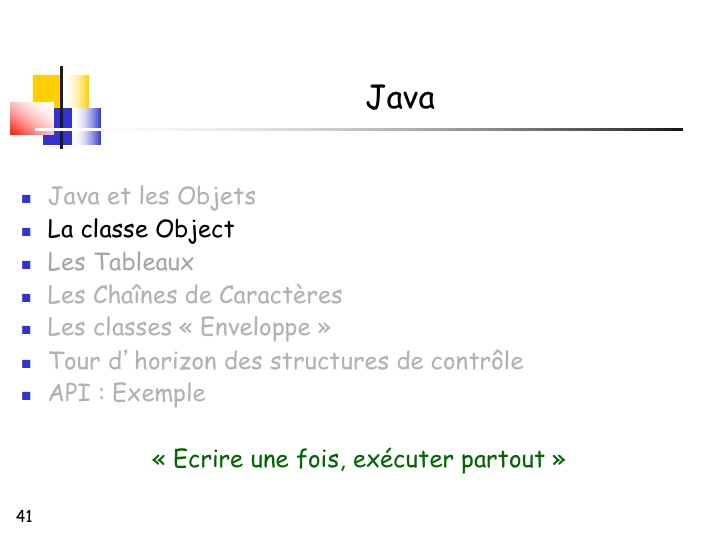 Java
Java et les Objets
La classe Object
Les Tableaux
Les Chaînes de Caractères
Les classes « Enveloppe »
Tour d’horizon des structures de contrôle
API : Exemple
« Ecrire une fois, exécuter partout »
41